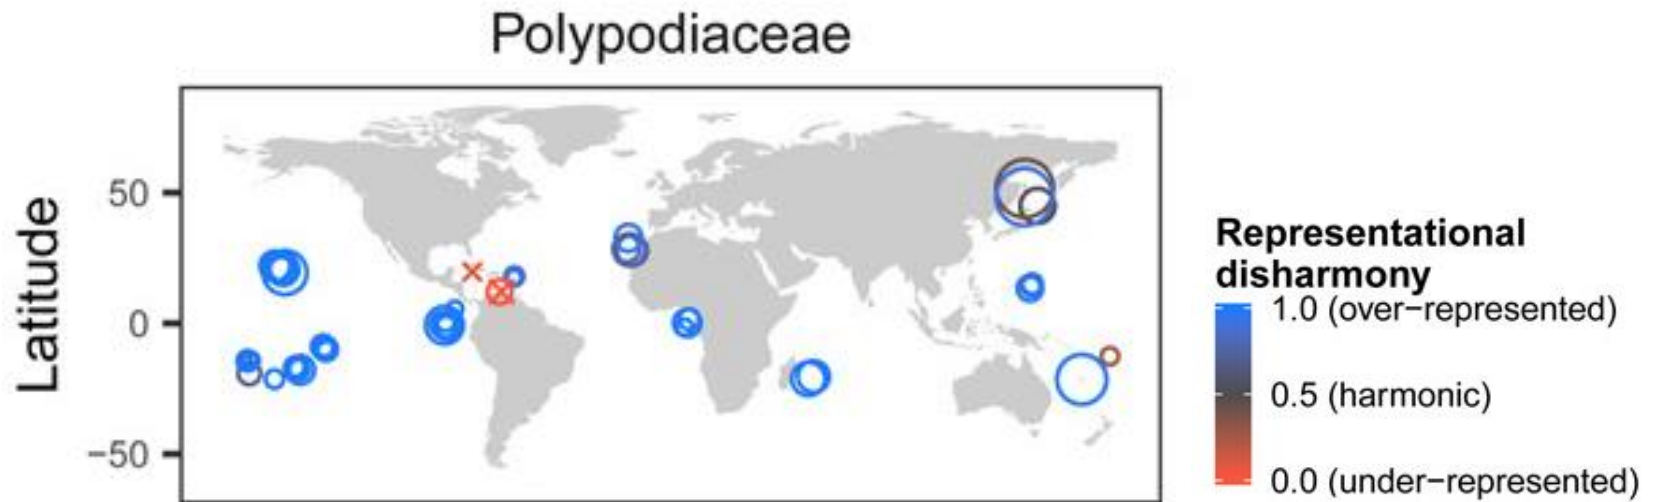 Polypodiaceae
Latitude
50
0
−50
Representational
disharmony
1.0 (over−represented)
0.5 (harmonic)
0.0 (under−represented)